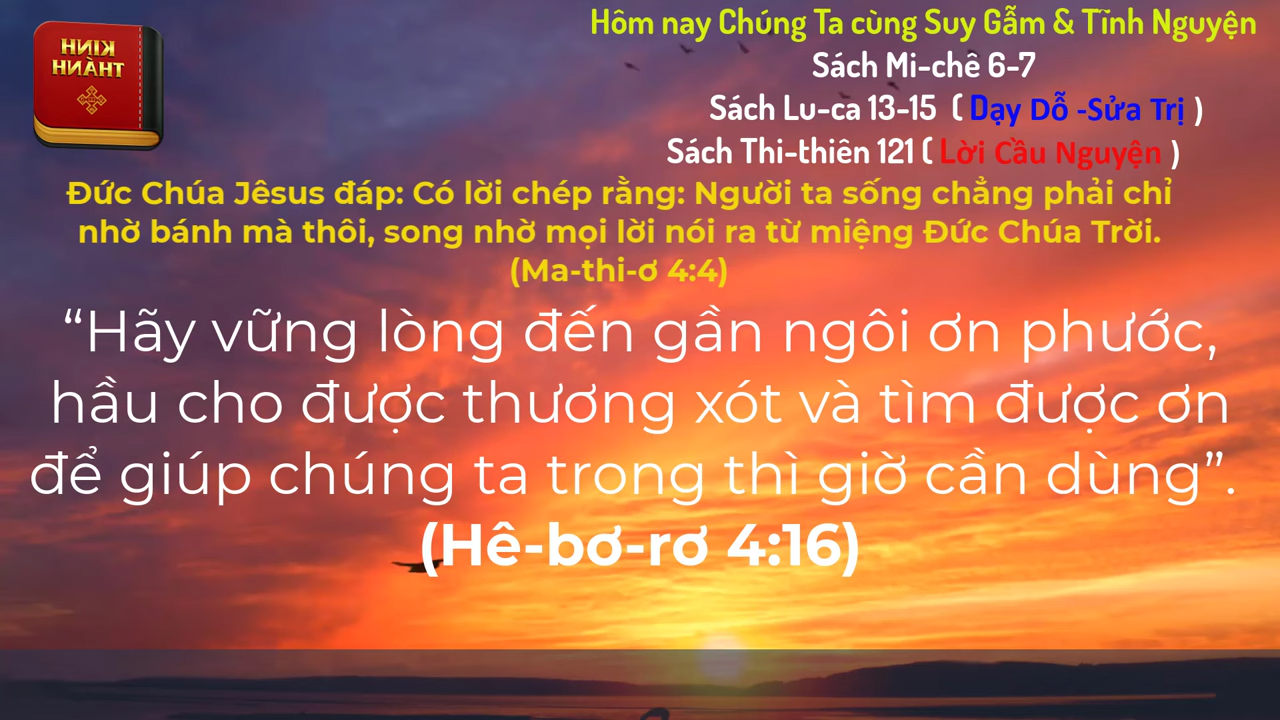 KINH
THÀNH
Hôm nay Chúng Ta cùng Suy Gẫm & Tĩnh Nguyện
Sách Mi-chê 6-7
Sách Lu-ca 13-15 ( Dạy Dỗ -Sửa Trị )
Sách Thi-thiên 121 ( Lời Cầu Nguyện )
Đức Chúa Jêsus đáp: Có lời chép rằng: Người ta sống chẳng phải chỉ
nhờ bánh mà thôi, song nhờ mọi lời nói ra từ miệng Đức Chúa Trời.
(Ma-thi-ơ 4:4)
“Hãy vững lòng đến gần ngôi ơn phước,
hầu cho được thương xót và tìm được ơn
để giúp chúng ta trong thì giờ cần dùng”.
(Hê-bơ-rơ 4:16)